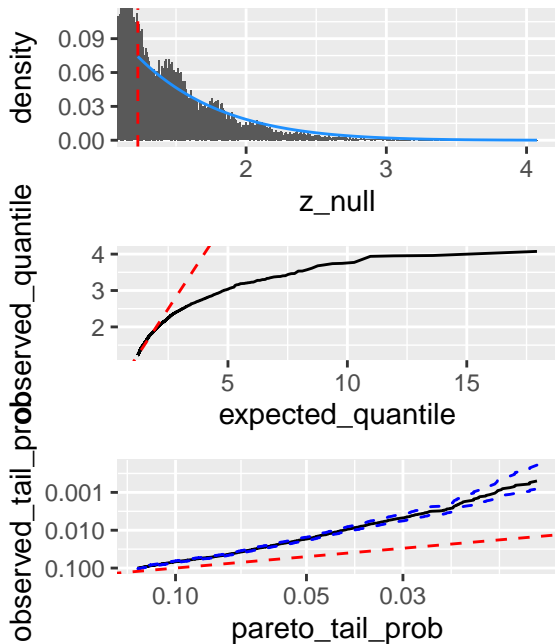 density
0.09
0.06
0.03
0.00
2 3 4
z_null
observed_quantile
4
3
2
5 10 15
expected_quantile
observed_tail_prob
0.001
0.010
0.100
0.10 0.05 0.03
pareto_tail_prob